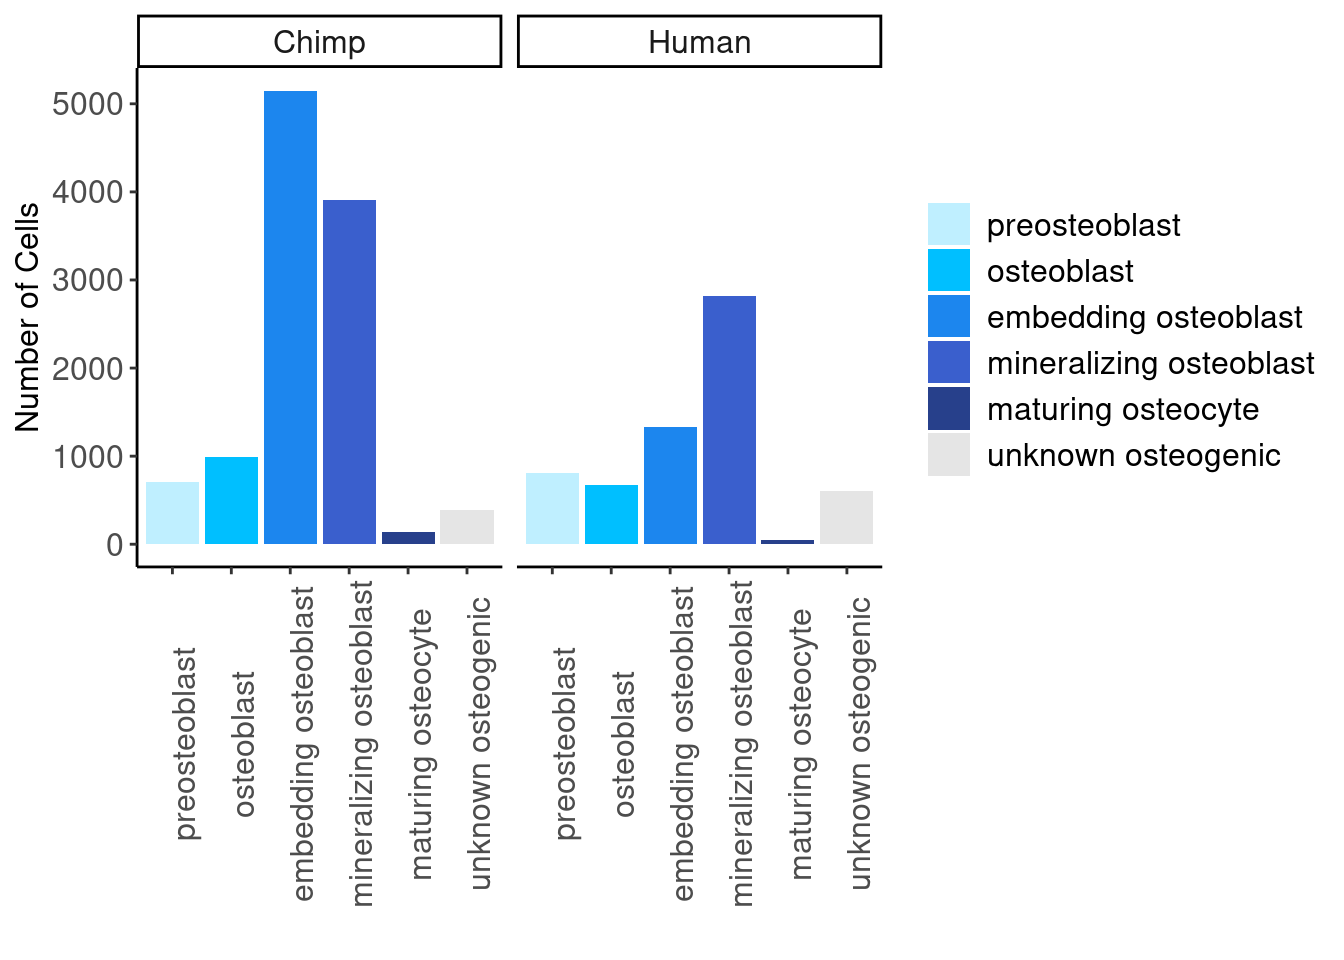 Chimp
Human
Number of Cells
5000
4000
3000
2000
1000
0
preosteoblast
osteoblast
embedding osteoblast
mineralizing osteoblast
maturing osteocyte
unknown osteogenic
preosteoblast
osteoblast
embedding osteoblast
mineralizing osteoblast
maturing osteocyte
unknown osteogenic
preosteoblast
osteoblast
embedding osteoblast
mineralizing osteoblast
maturing osteocyte
unknown osteogenic